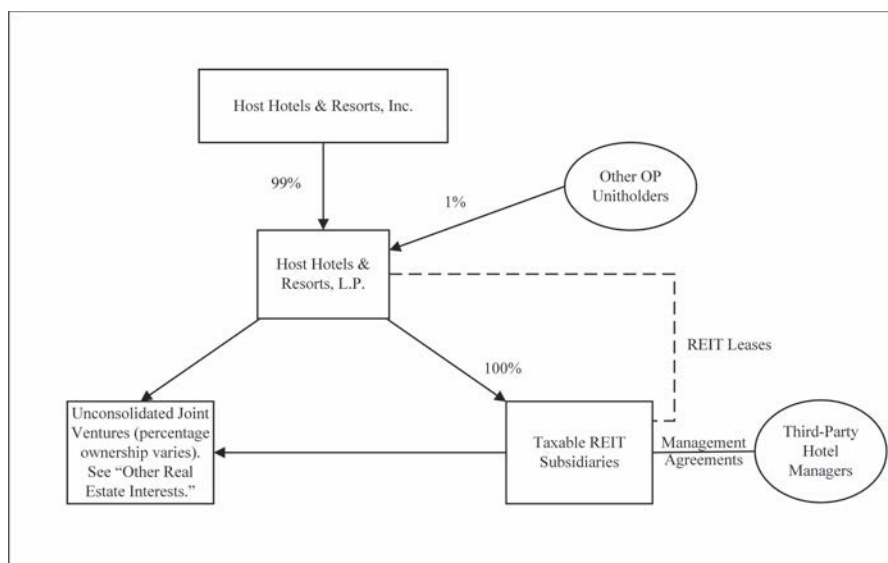 Host Hotels & Resorts, Inc.
99%
Other OP
Unitholders
1%
Host Hotels &
Resorts, L.P.
REIT Leases
100%
Unconsolidated Joint
Ventures (percentage
ownership varies).
See “Other Real
Estate Interests.”
Taxable REIT
Subsidiaries
Management
Agreements
Third-Party
Hotel
Managers